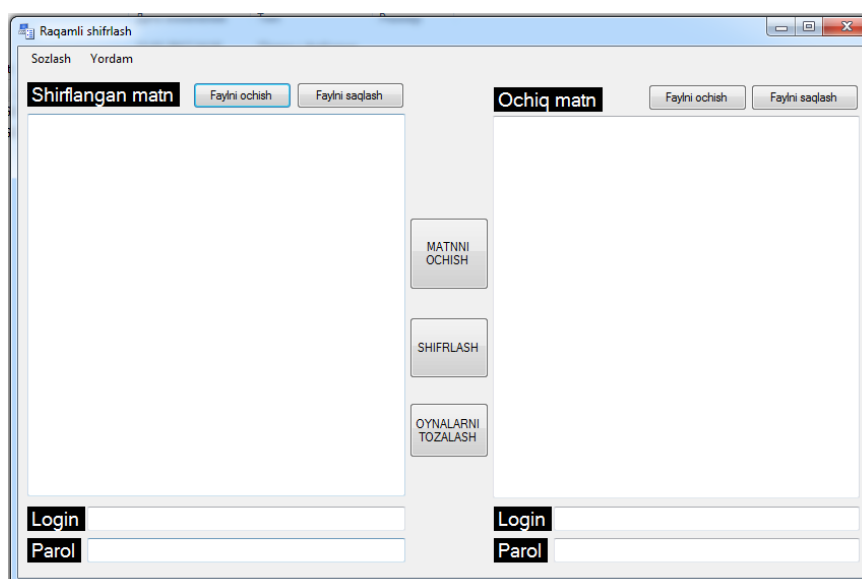 Raqamli shifrlash
Sozlash Yordam
Shirflangan matn Faylni ochish Faylni saqlash
Ochiq matn Faylni ochish Faylni saqlash
MATNNI
OCHISH
SHIFRLASH
OYNALARNI
TOZALASH
Login
Parol
Login
Parol